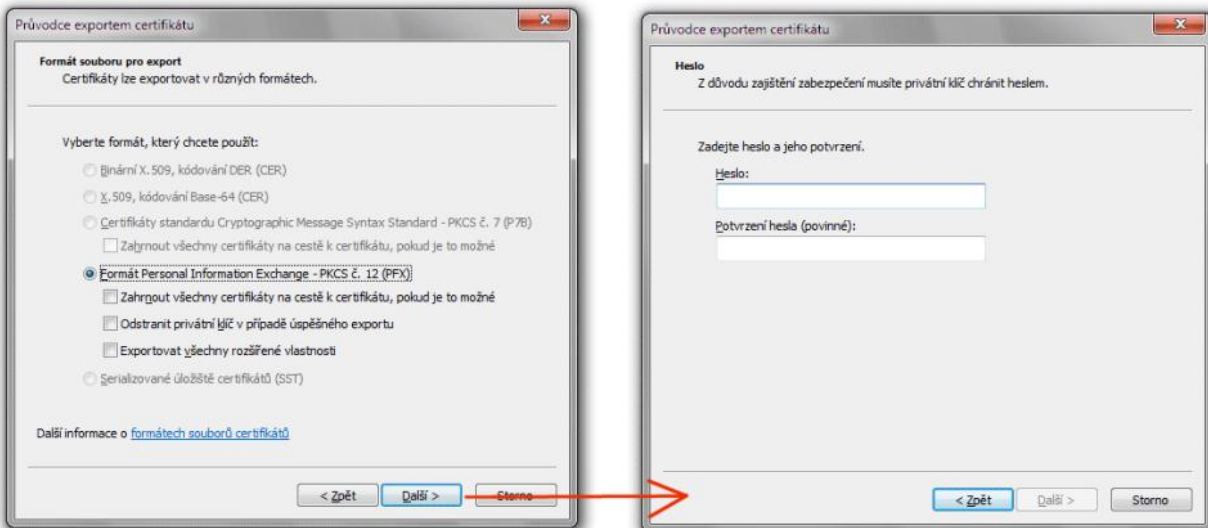 Průvodce exportem certifikátu
Formát souboru pro export
Certifikáty lze exportovat v různých formátech.
Vyberte formát, který chcete použít:
Binární X.509, kódování DER (CER)
X.509, kódování Base-64 (CER)
Certifikáty standardu Cryptographic Message Syntax Standard - PKCS č. 7 (P7B)
Zahrnout všechny certifikáty na cestě k certifikátu, pokud je to možné
Formát Personal Information Exchange - PKCS č. 12 (PFX)
Zahrnout všechny certifikáty na cestě k certifikátu, pokud je to možné
Odstranit privátní klíč v případě úspěšného exportu
Exportovat všechny rozšířené vlastnosti
Serializované úložiště certifikátů (SST)
Další informace o formátech souborů certifikátů
< Zpět Další > Storno
Průvodce exportem certifikátu
Heslo
Z důvodu zajištění zabezpečení musíte privátní klíč chránit heslem.
Zadejte heslo a jeho potvrzení.
Heslo:
Potvrzení hesla (povinné):
< Zpět Další > Storno